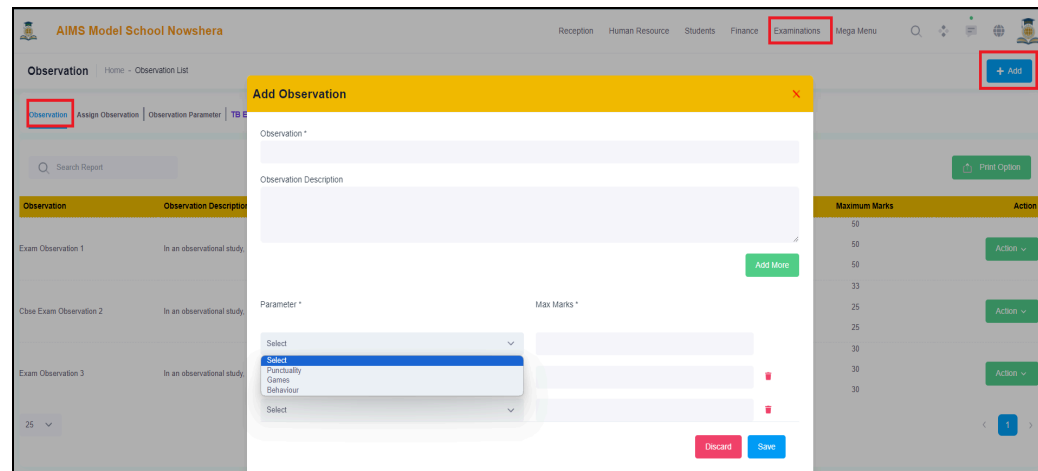 AIMS Model School Nowshera
Reception Human Resource Students Finance Examinations Mega Menu
Observation Home - Observation List
+ Add
Add Observation X
Observation Assign Observation Observation Parameter TB E
Observation *
Search Report
Print Option
Observation Description
Observation Observation Description Maximum Marks Action
Exam Observation 1 In an observational study, 50 50 50 Action
Add More
Parameter * Max Marks *
Cbse Exam Observation 2 In an observational study, 33 25 25 Action
Select
Select
Punctuality
Games
Behaviour
Exam Observation 3 In an observational study, 30 30 30 Action
Select
25 1
Discard Save